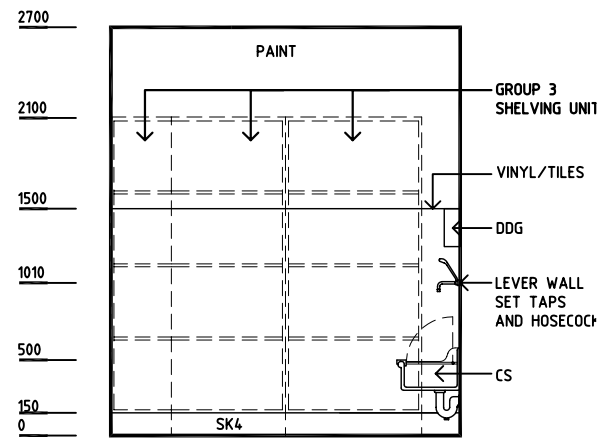 2700
PAINT
GROUP 3
SHELVING UNIT
2100
VINYL/TILES
1500
DDG
1010
LEVER WALL
SET TAPS
AND HOSECOCK
500
CS
150
0
SK4